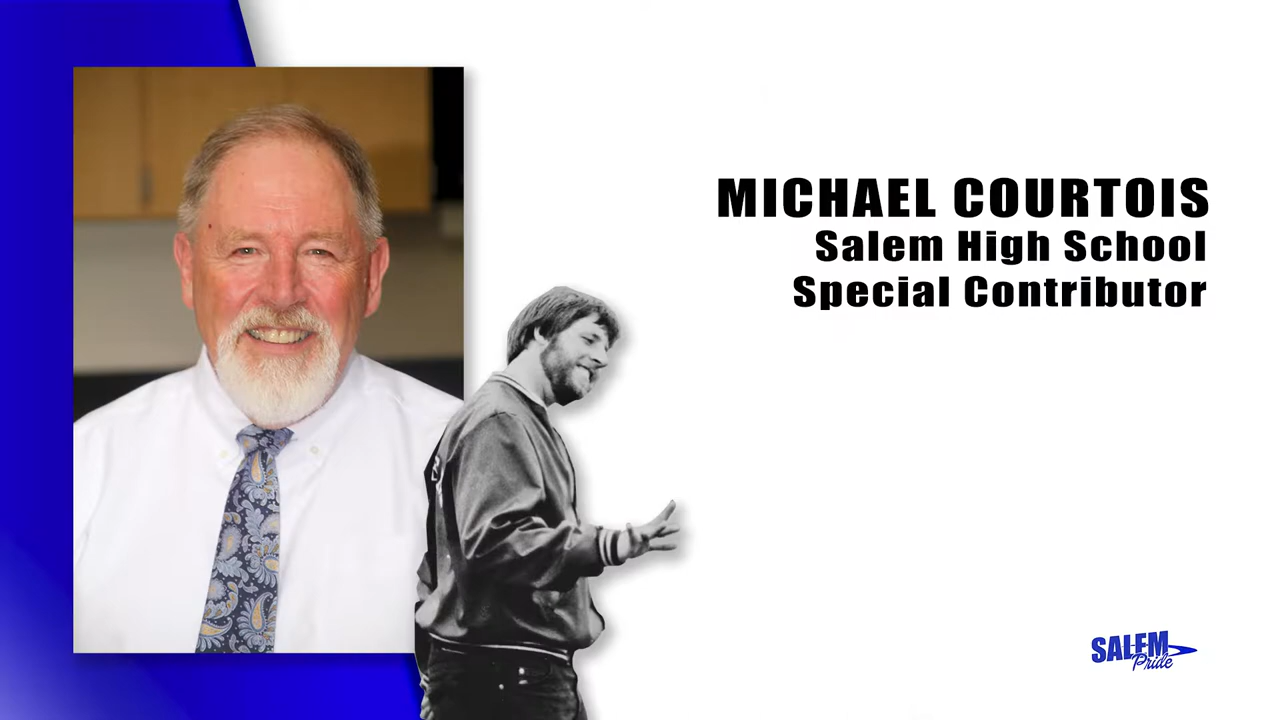 MICHAEL COURTOIS
Salem High School
Special Contributor
SALEM
Pride